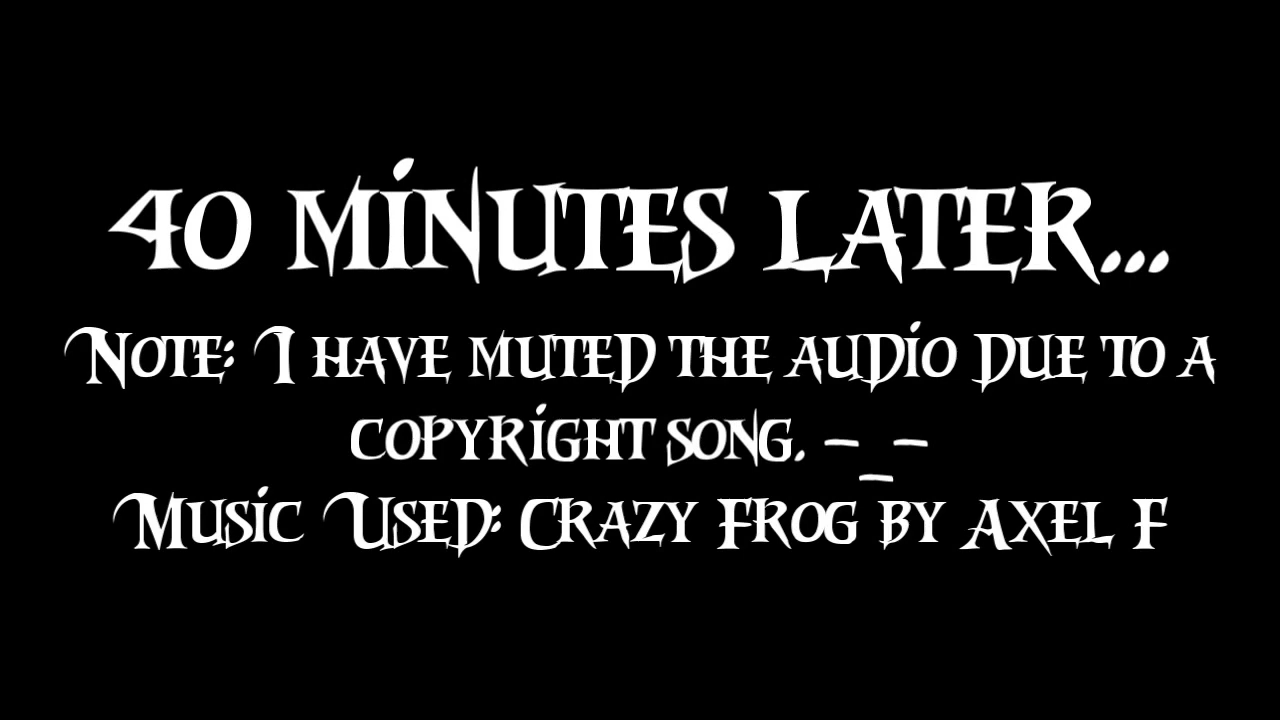 40 Minutes Later...
Note: I have muted the audio due to a
copyright song. -_-
Music Used: Crazy Frog by Axel F